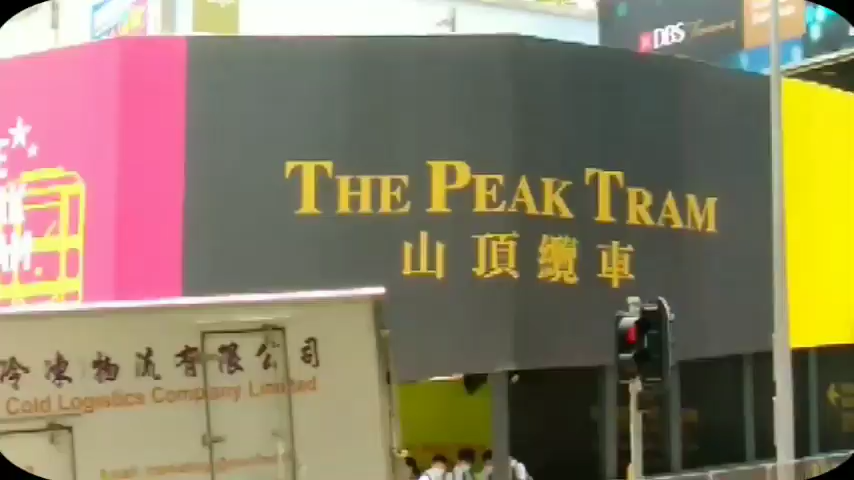 DBS
THE PEAK TRAM
山頂纜車
冷凍物流有限公司
Cold Logistics Company Limited